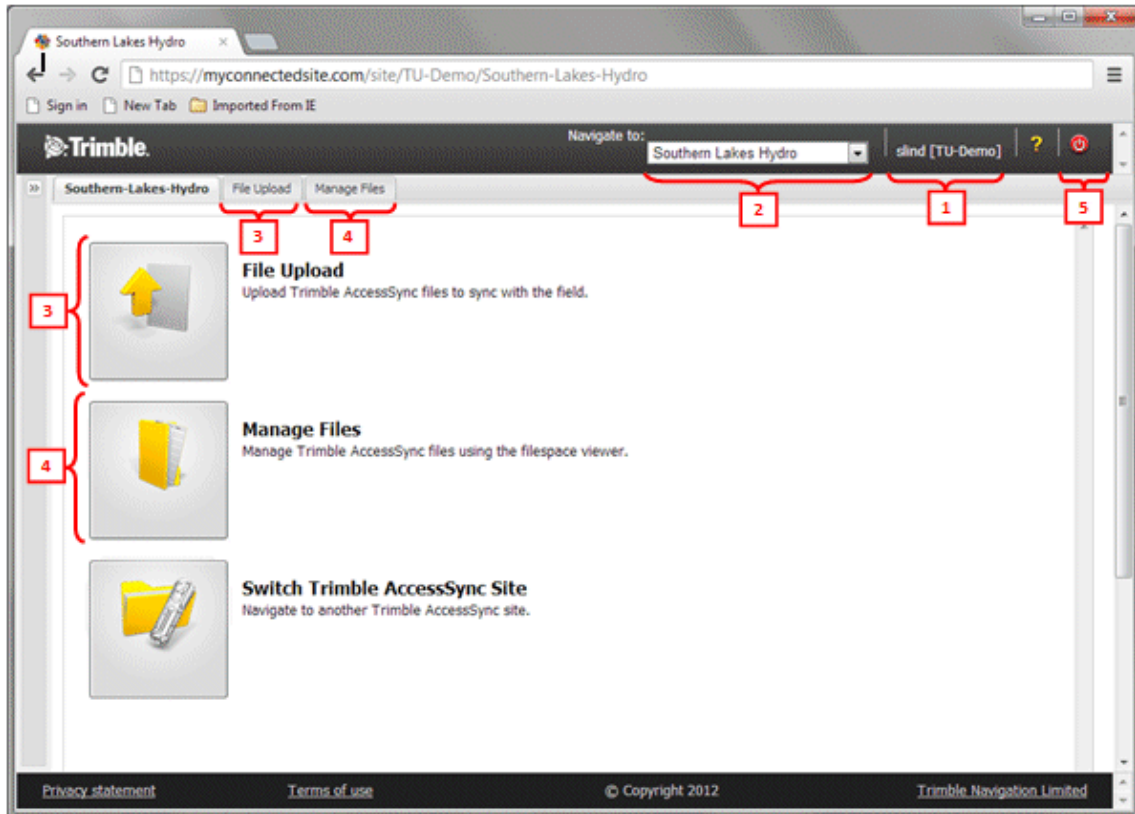 Southern Lakes Hydro
https://myconnectedsite.com/site/TU-Demo/Southern-Lakes-Hydro
Sign in New Tab Imported From IE
Trimble.
Navigate to: Southern Lakes Hydro
slind [TU-Demo]
?
Southern-Lakes-Hydro File Upload Manage Files
2 1 5
3 4
File Upload
Upload Trimble AccessSync files to sync with the field.
3
Manage Files
Manage Trimble AccessSync files using the filespace viewer.
4
Switch Trimble AccessSync Site
Navigate to another Trimble AccessSync site.
Privacy statement Terms of use © Copyright 2012 Trimble Navigation Limited